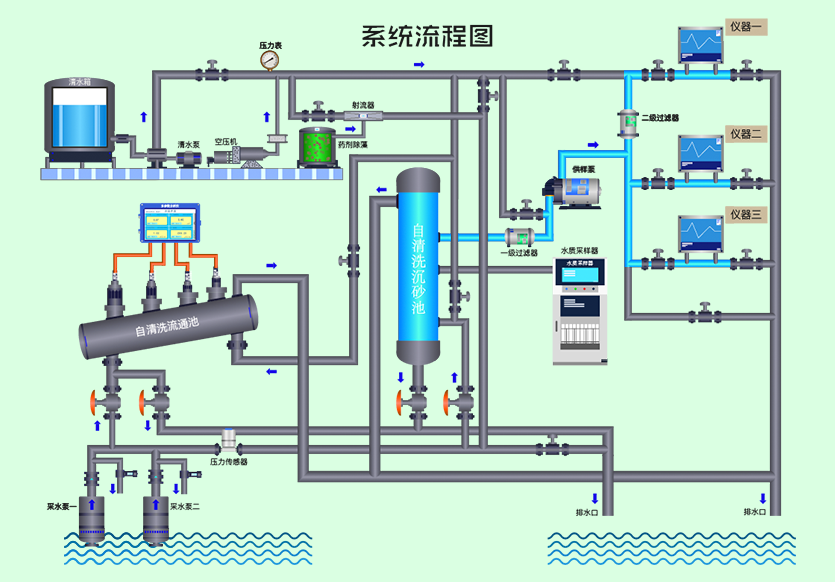 系统流程图
仪器一
压力表
清水箱
射流器
二级过滤器
清水泵
空压机
药剂除藻
仪器二
供样泵
仪器三
自清洗沉砂池
一级过滤器
水质采样器
水质采样器
自清洗流通池
压力传感器
采水泵一
采水泵二
排水口
排水口